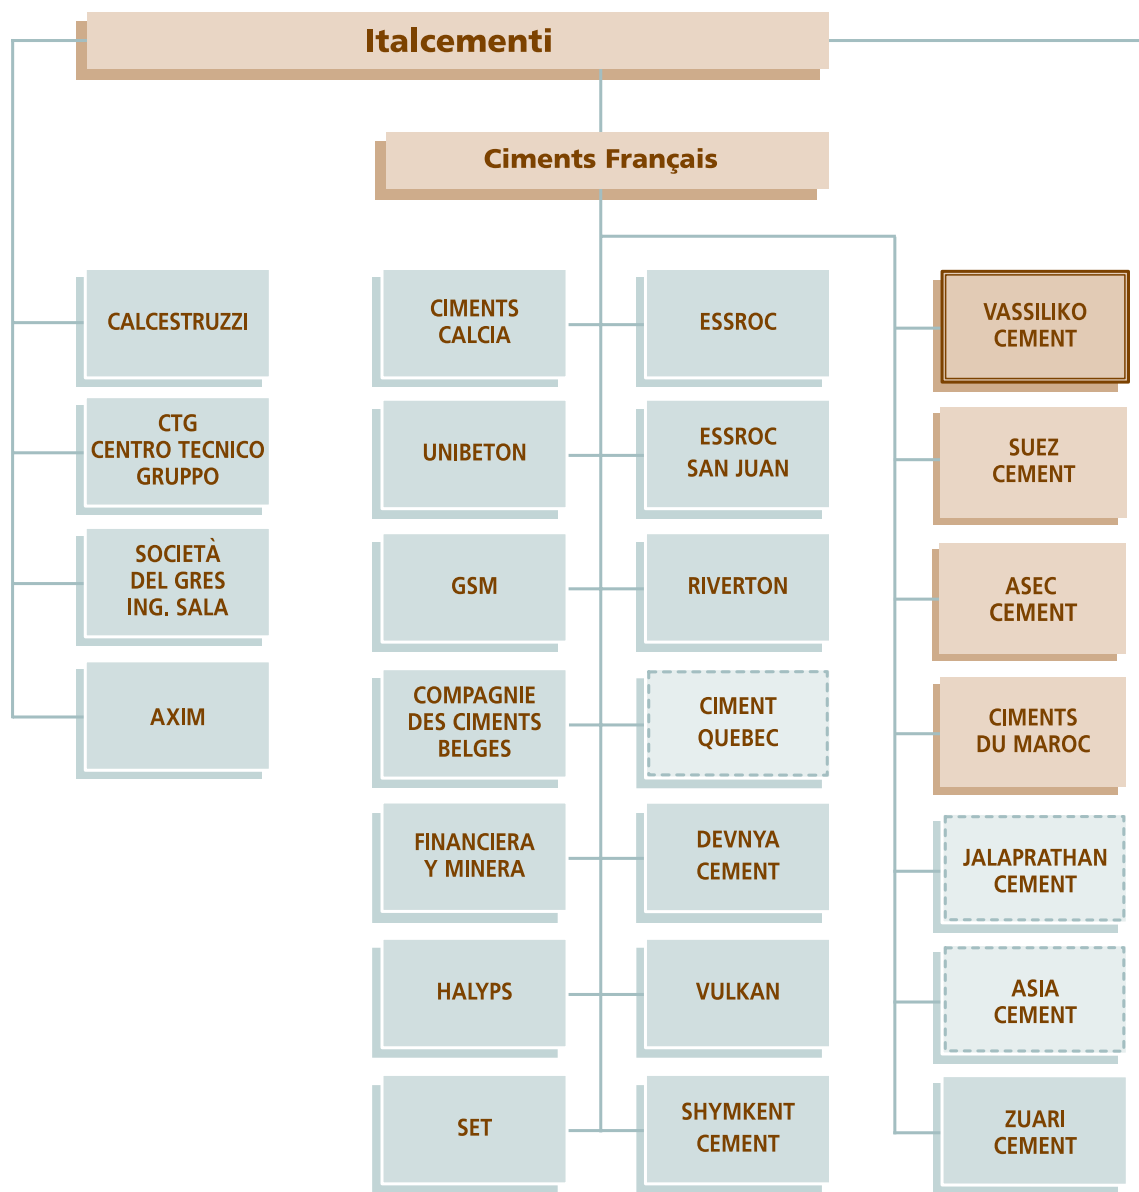 Italcementi
Ciments Français
CALCESTRUZZI
CTG
CENTRO TECNICO
GRUPPO
SOCIETÀ
DEL GRES
ING. SALA
AXIM
CIMENTS
CALCIA
UNIBETON
GSM
COMPAGNIE
DES CIMENTS
BELGES
FINANCIERA
Y MINERA
HALYPS
SET
ESSROC
ESSROC
SAN JUAN
RIVERTON
CIMENT
QUEBEC
DEVNYA
CEMENT
VULKAN
SHYMKENT
CEMENT
VASSILIKO
CEMENT
SUEZ
CEMENT
ASEC
CEMENT
CIMENTS
DU MAROC
JALAPRATHAN
CEMENT
ASIA
CEMENT
ZUARI
CEMENT